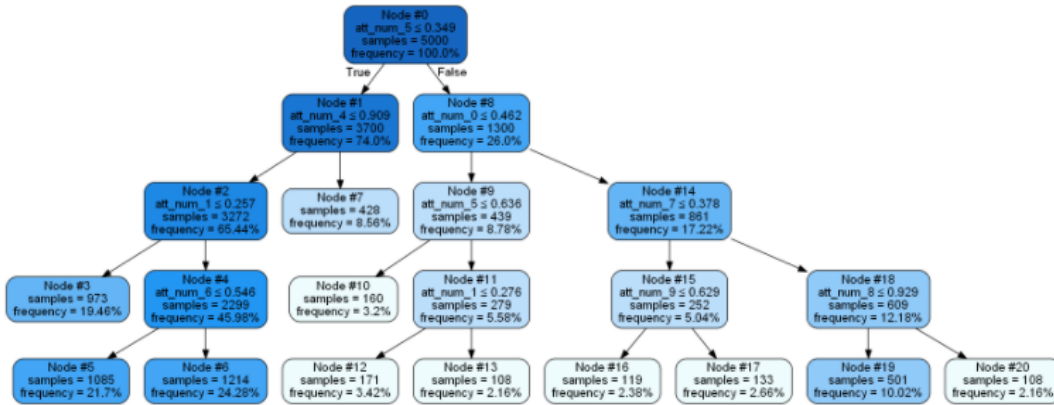 Node #0
att_num_5 ≤ 0.349
samples = 5000
frequency = 100.0%
True
False
Node #1
att_num_4 ≤ 0.909
samples = 3700
frequency = 74.0%
Node #8
att_num_0 ≤ 0.462
samples = 1300
frequency = 26.0%
Node #2
att_num_1 ≤ 0.257
samples = 3272
frequency = 65.44%
Node #7
samples = 428
frequency = 8.56%
Node #9
att_num_5 ≤ 0.636
samples = 439
frequency = 8.78%
Node #14
att_num_7 ≤ 0.378
samples = 861
frequency = 17.22%
Node #3
samples = 973
frequency = 19.46%
Node #4
att_num_6 ≤ 0.546
samples = 2299
frequency = 45.98%
Node #10
samples = 160
frequency = 3.2%
Node #11
att_num_1 ≤ 0.276
samples = 279
frequency = 5.58%
Node #15
att_num_9 ≤ 0.629
samples = 252
frequency = 5.04%
Node #18
att_num_8 ≤ 0.929
samples = 609
frequency = 12.18%
Node #5
samples = 1085
frequency = 21.7%
Node #6
samples = 1214
frequency = 24.28%
Node #12
samples = 171
frequency = 3.42%
Node #13
samples = 108
frequency = 2.16%
Node #16
samples = 119
frequency = 2.38%
Node #17
samples = 133
frequency = 2.66%
Node #19
samples = 501
frequency = 10.02%
Node #20
samples = 108
frequency = 2.16%